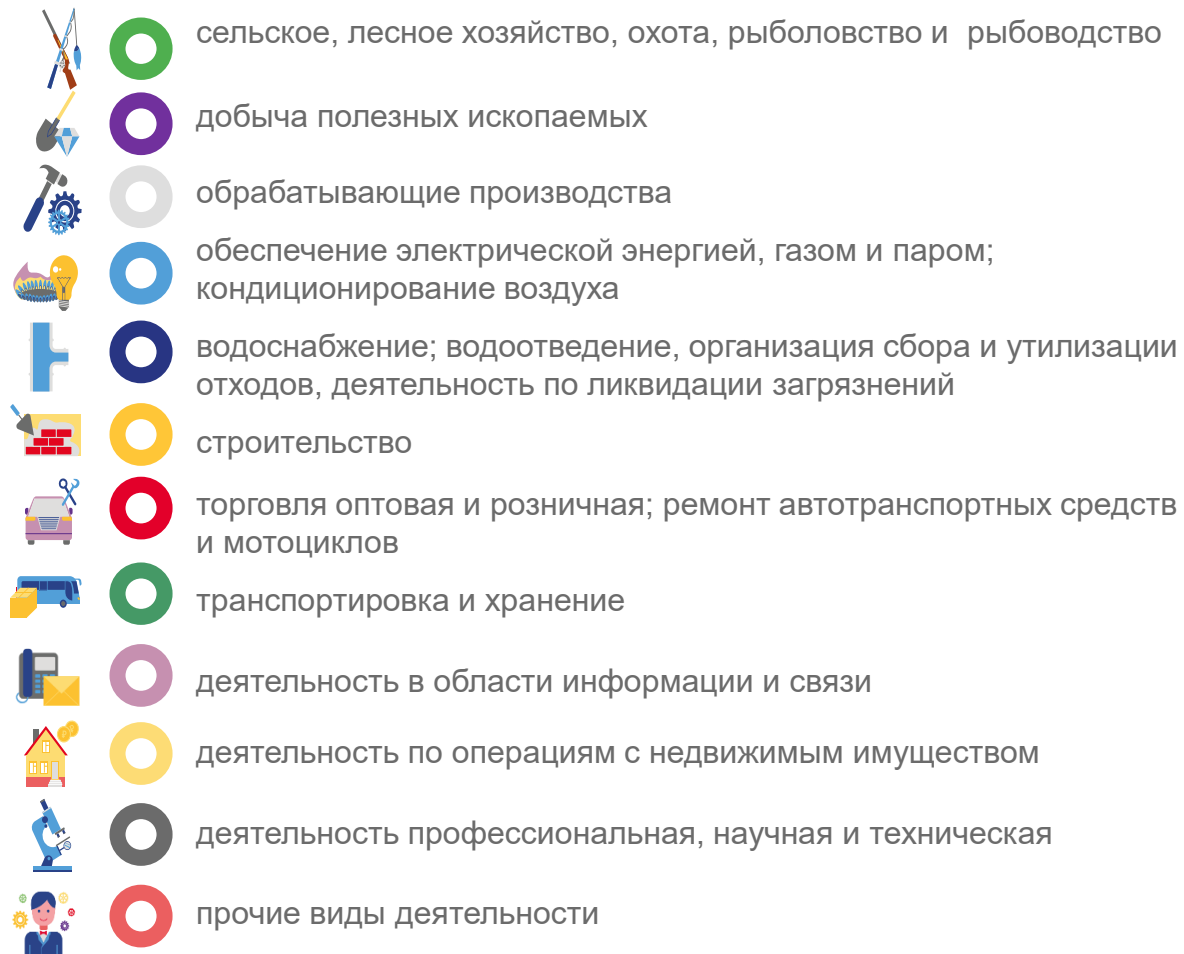 сельское, лесное хозяйство, охота, рыболовство и рыбоводство
добыча полезных ископаемых
обрабатывающие производства
обеспечение электрической энергией, газом и паром;
кондиционирование воздуха
водоснабжение; водоотведение, организация сбора и утилизации
отходов, деятельность по ликвидации загрязнений
строительство
торговля оптовая и розничная; ремонт автотранспортных средств
и мотоциклов
транспортировка и хранение
деятельность в области информации и связи
деятельность по операциям с недвижимым имуществом
деятельность профессиональная, научная и техническая
прочие виды деятельности